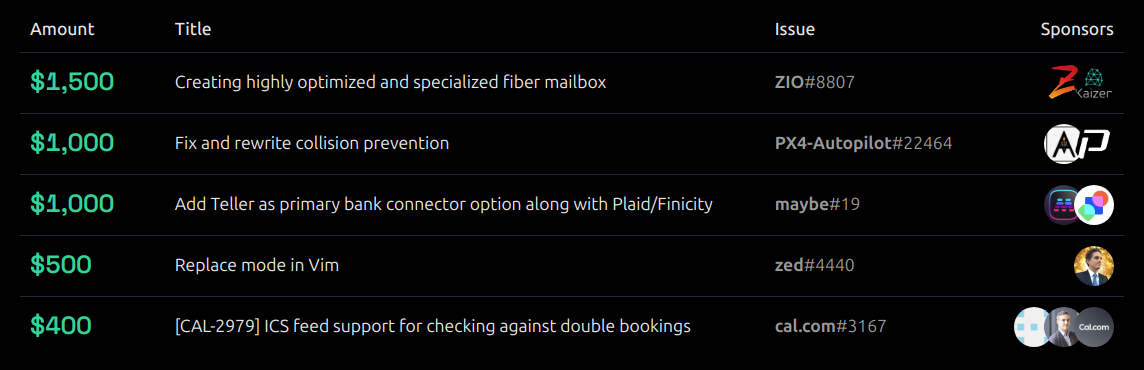 Amount Title Issue Sponsors
$1,500 Creating highly optimized and specialized fiber mailbox ZIO#8807 Kaizer
$1,000 Fix and rewrite collision prevention PX4-Autopilot#22464
$1,000 Add Teller as primary bank connector option along with Plaid/Finicity maybe#19
$500 Replace mode in Vim zed#4440
$400 [CAL-2979] ICS feed support for checking against double bookings cal.com#3167 Cal.com